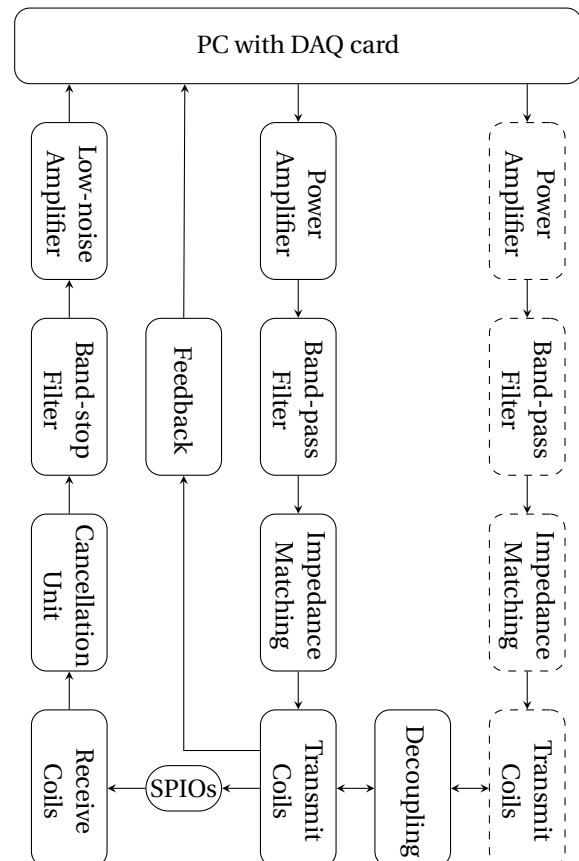 PC with DAQ card
Low-noise
Amplifier
Power
Amplifier
Power
Amplifier
Band-stop
Filter
Feedback
Band-pass
Filter
Band-pass
Filter
Cancellation
Unit
Impedance
Matching
Impedance
Matching
Receive
Coils
SPIOs
Transmit
Coils
Decoupling
Transmit
Coils